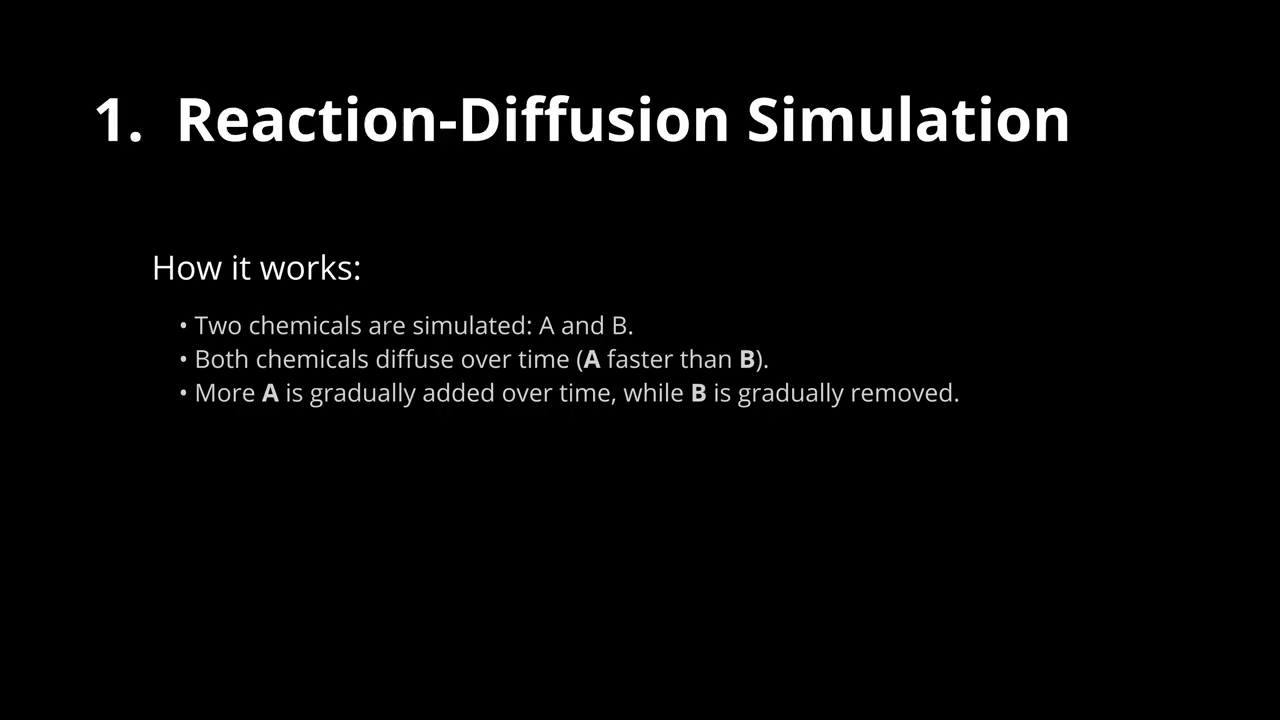 1. Reaction-Diffusion Simulation
How it works:
• Two chemicals are simulated: A and B.
• Both chemicals diffuse over time (A faster than B).
• More A is gradually added over time, while B is gradually removed.